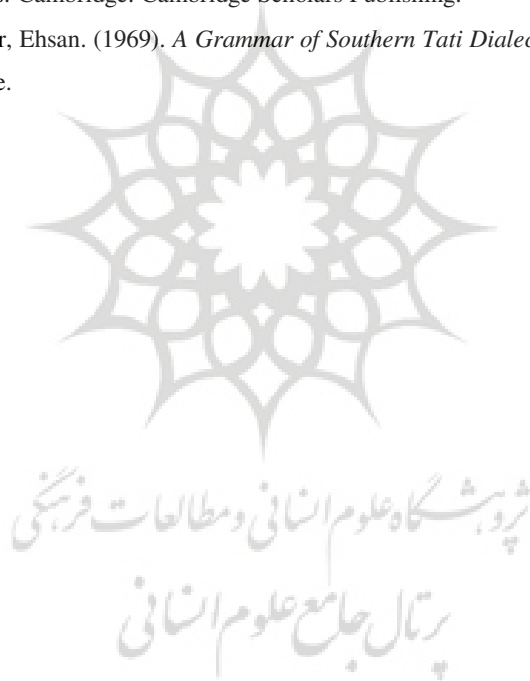 s. Cambridge: Cambridge Scholars Publishing.
r, Ehsan. (1969). A Grammar of Southern Tati Dialec
e.
پژوهشگاه علوم انسانی و مطالعات فرهنگی
پرتال جامع علوم انسانی